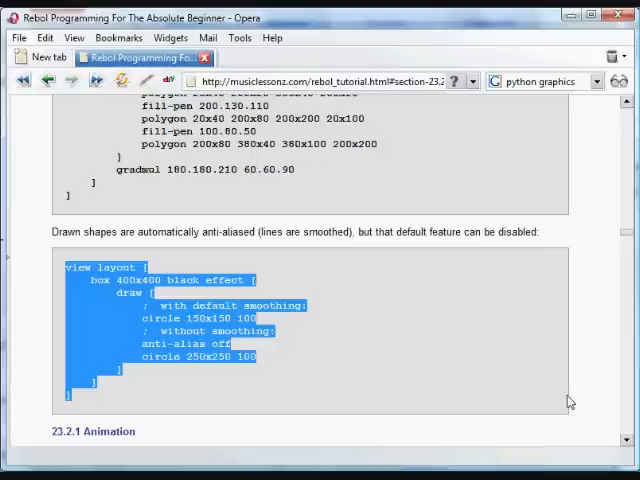 Rebol Programming For The Absolute Beginner - Opera
File Edit View Bookmarks Widgets Mail Tools Help
New tab Rebol Programming Fo...
http://musiclessonz.com/rebol_tutorial.html#section-23.2 ? python graphics
fill-pen 200.130.110
polygon 20x40 200x80 200x200 20x100
fill-pen 100.80.50
polygon 200x80 380x40 380x100 200x200
]
gradmul 180.180.210 60.60.90
]
]
Drawn shapes are automatically anti-aliased (lines are smoothed), but that default feature can be disabled:
view layout [
box 400x400 black effect [
draw [
; with default smoothing:
circle 150x150 100
; without smoothing:
anti-alias off
circle 250x250 100
]
]
]
23.2.1 Animation